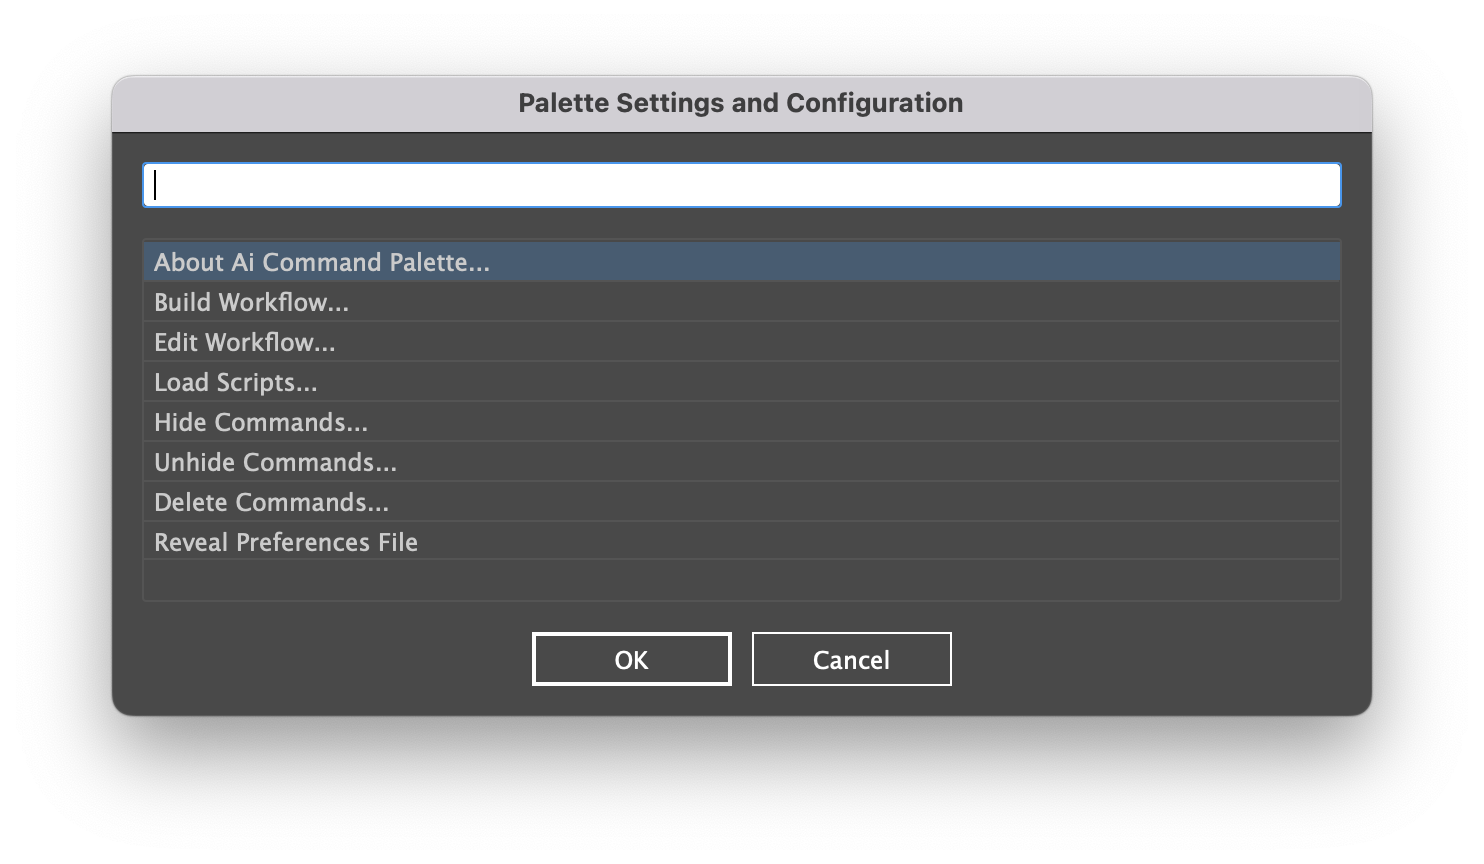 Palette Settings and Configuration
About Ai Command Palette...
Build Workflow...
Edit Workflow...
Load Scripts...
Hide Commands...
Unhide Commands...
Delete Commands...
Reveal Preferences File
OK
Cancel